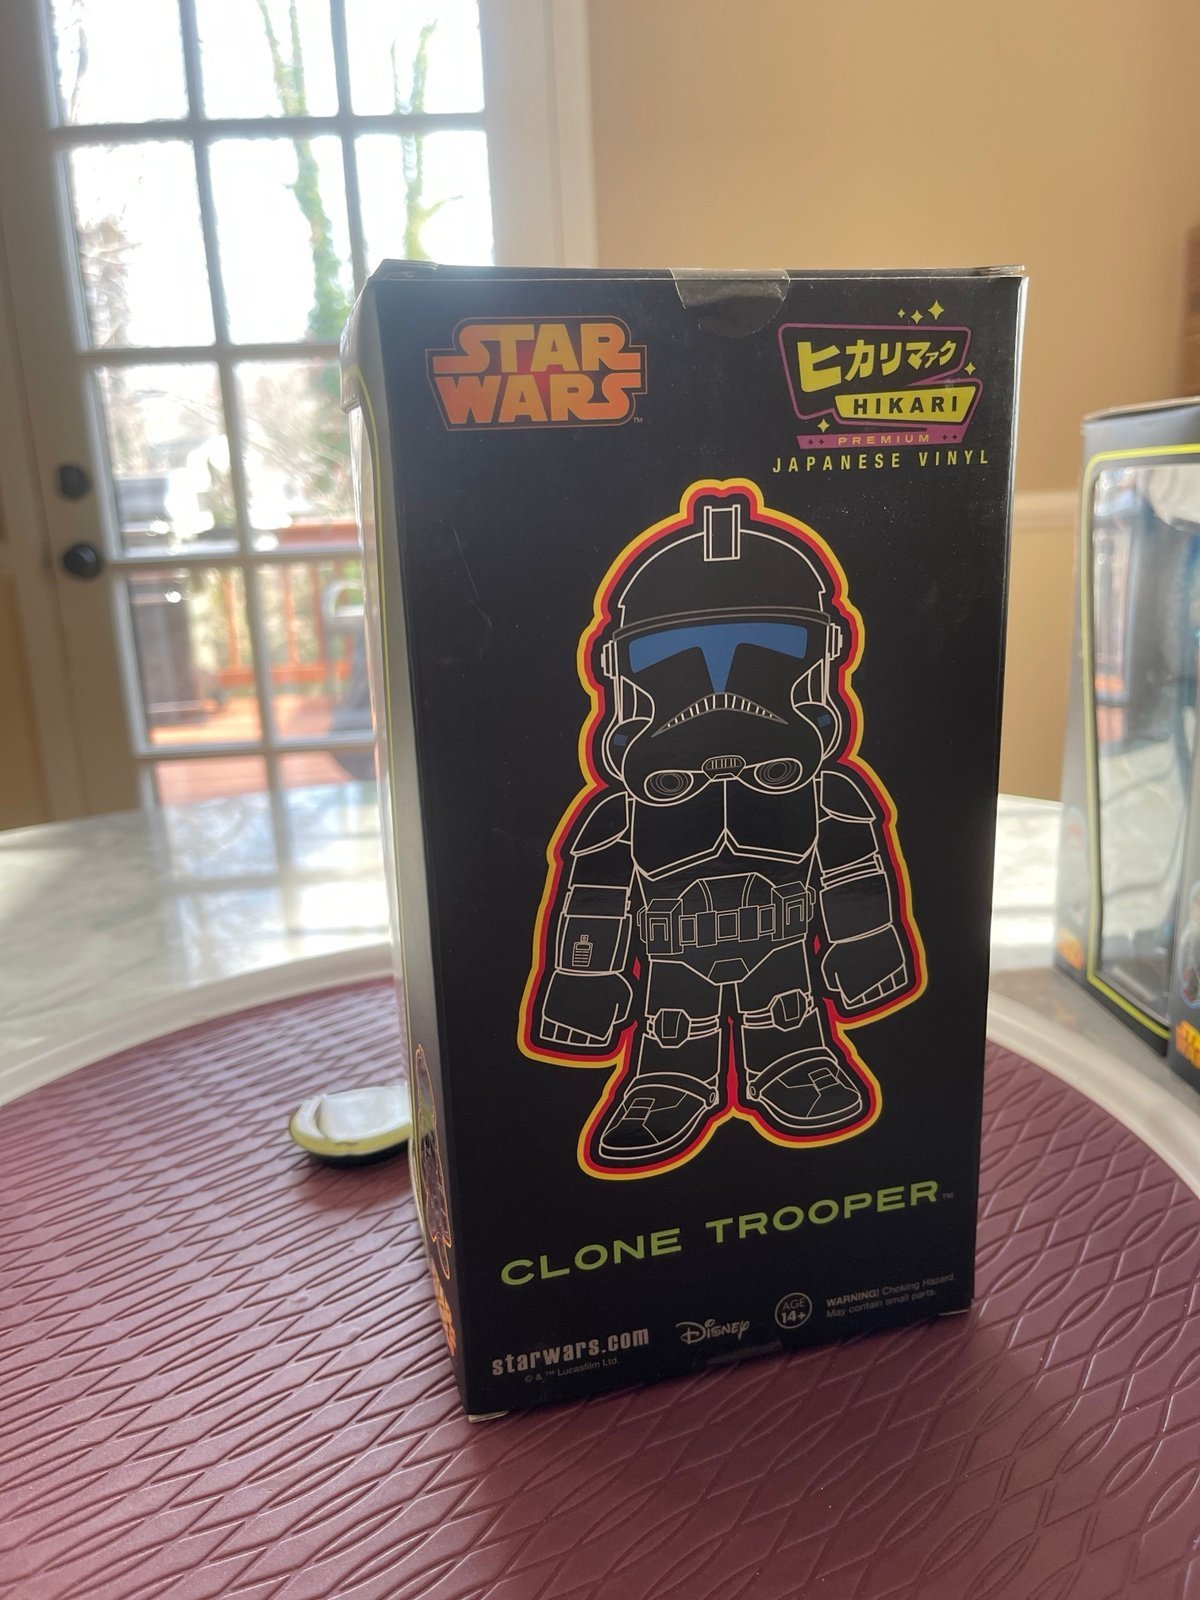 STAR
WARS™
ヒカリマァク
HIKARI
PREMIUM
JAPANESE VINYL
CLONE TROOPER™
starwars.com
© & ™ Lucasfilm Ltd.
Disney
AGE
14+
WARNING! Choking Hazard.
May contain small parts.